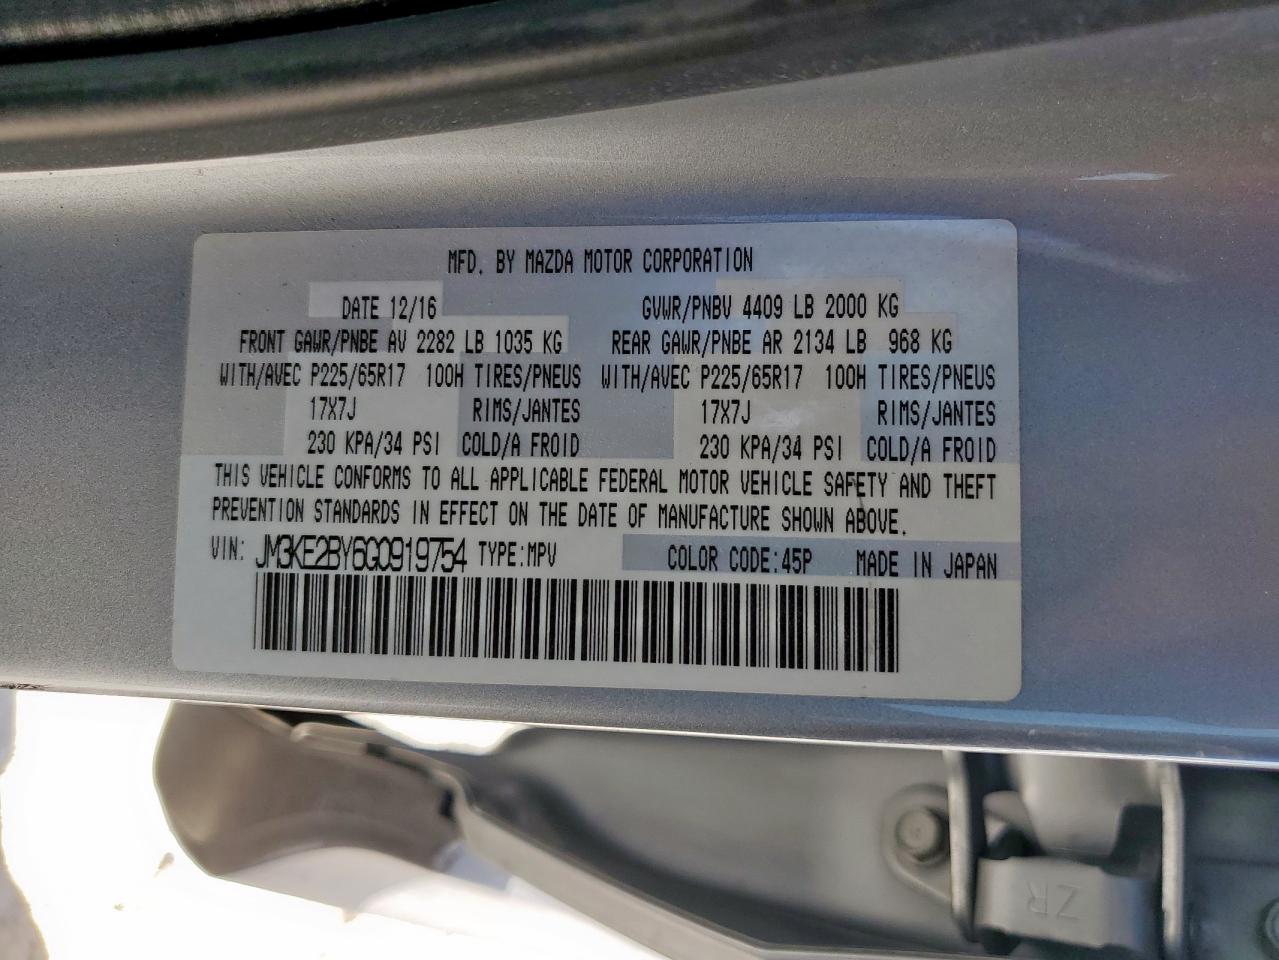 MFD. BY MAZDA MOTOR CORPORATION
DATE 12/16 GVWR/PNBV 4409 LB 2000 KG
FRONT GAWR/PNBE AV 2282 LB 1035 KG REAR GAWR/PNBE AR 2134 LB 968 KG
WITH/AVEC P225/65R17 100H TIRES/PNEUS WITH/AVEC P225/65R17 100H TIRES/PNEUS
17X7J RIMS/JANTES 17X7J RIMS/JANTES
230 KPA/34 PSI COLD/A FROID 230 KPA/34 PSI COLD/A FROID
THIS VEHICLE CONFORMS TO ALL APPLICABLE FEDERAL MOTOR VEHICLE SAFETY AND THEFT
PREVENTION STANDARDS IN EFFECT ON THE DATE OF MANUFACTURE SHOWN ABOVE.
VIN: JM3KE2BY6G0919754 TYPE:MPV COLOR CODE:45P MADE IN JAPAN
ZR